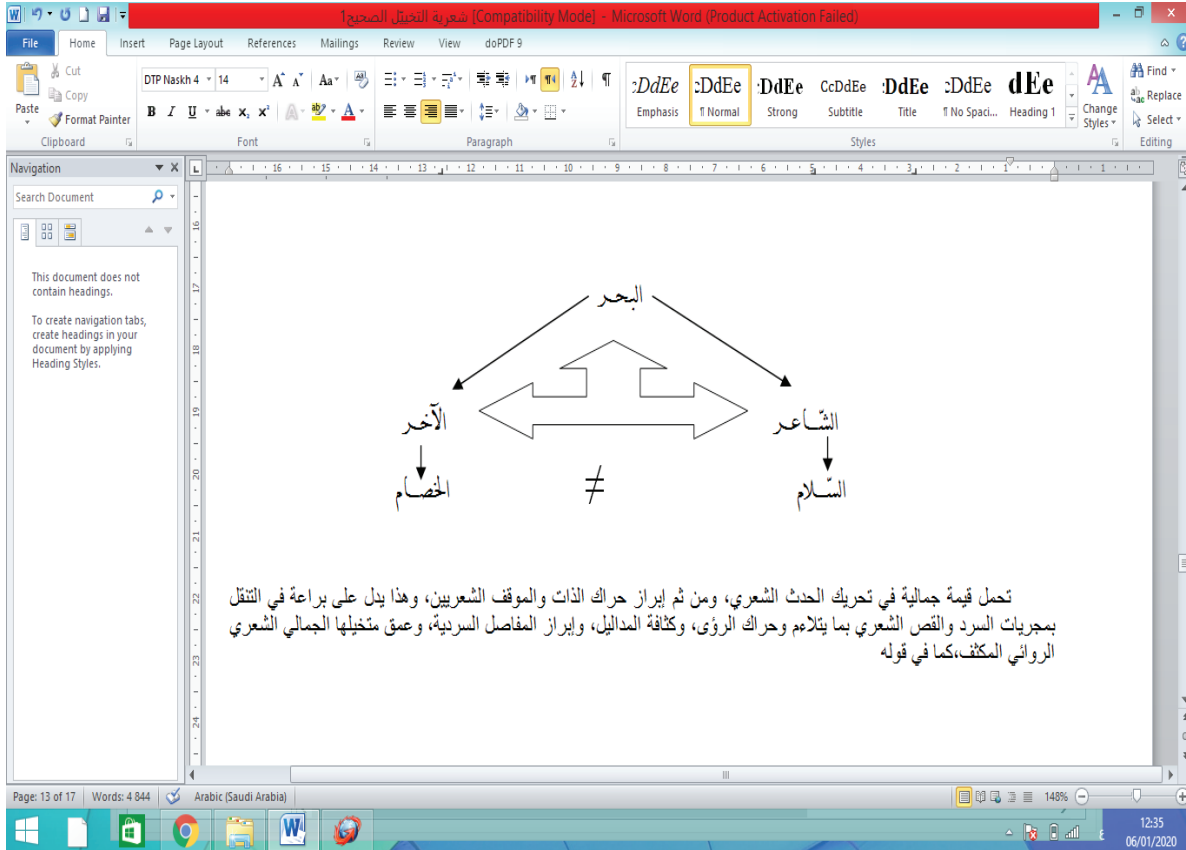 شعرية التخيّل الصحيح1 [Compatibility Mode] - Microsoft Word (Product Activation Failed)
File Home Insert Page Layout References Mailings Review View doPDF 9
Cut
Copy
Paste
Format Painter
DTP Naskh 4 14
Emphasis
¶ Normal
Strong
Subtitle
Title
¶ No Spaci...
Heading 1
Change Styles
Find
Replace
Select
Clipboard Font Paragraph Styles Editing
Navigation
Search Document
This document does not
contain headings.
To create navigation tabs,
create headings in your
document by applying
Heading Styles.
البحر
الشّاعر الآخر
السّلام ≠ الخصام
تحمل قيمة جمالية في تحريك الحدث الشعري، ومن ثم إبراز حراك الذات والموقف الشعريين، وهذا يدل على براعة في التنقل
بمجريات السرد والقص الشعري بما يتلاءم وحراك الرؤى، وكثافة المداليل، وإبراز المفاصل السردية، وعمق متخيلها الجمالي الشعري
الروائي المكثف،كما في قوله
Page: 13 of 17 Words: 4 844 Arabic (Saudi Arabia) 148%
ع 12:35
06/01/2020